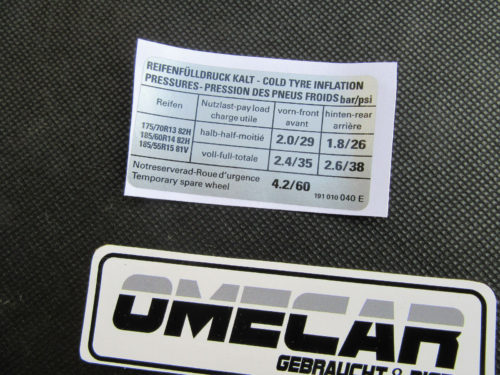 REIFENFÜLLDRUCK KALT - COLD TYRE INFLATION
PRESSURES - PRESSION DES PNEUS FROIDS bar/psi
Reifen Nutzlast-pay load vorn-front hinten-rear
charge utile avant arrière
175/70R13 82H
185/60R14 82H halb-half-moitié 2.0/29 1.8/26
185/55R15 81V
voll-full-totale 2.4/35 2.6/38
Notreserverad-Roue d'urgence 4.2/60
Temporary spare wheel 191 010 040 E
OMECAR
GEBRAUCHT &